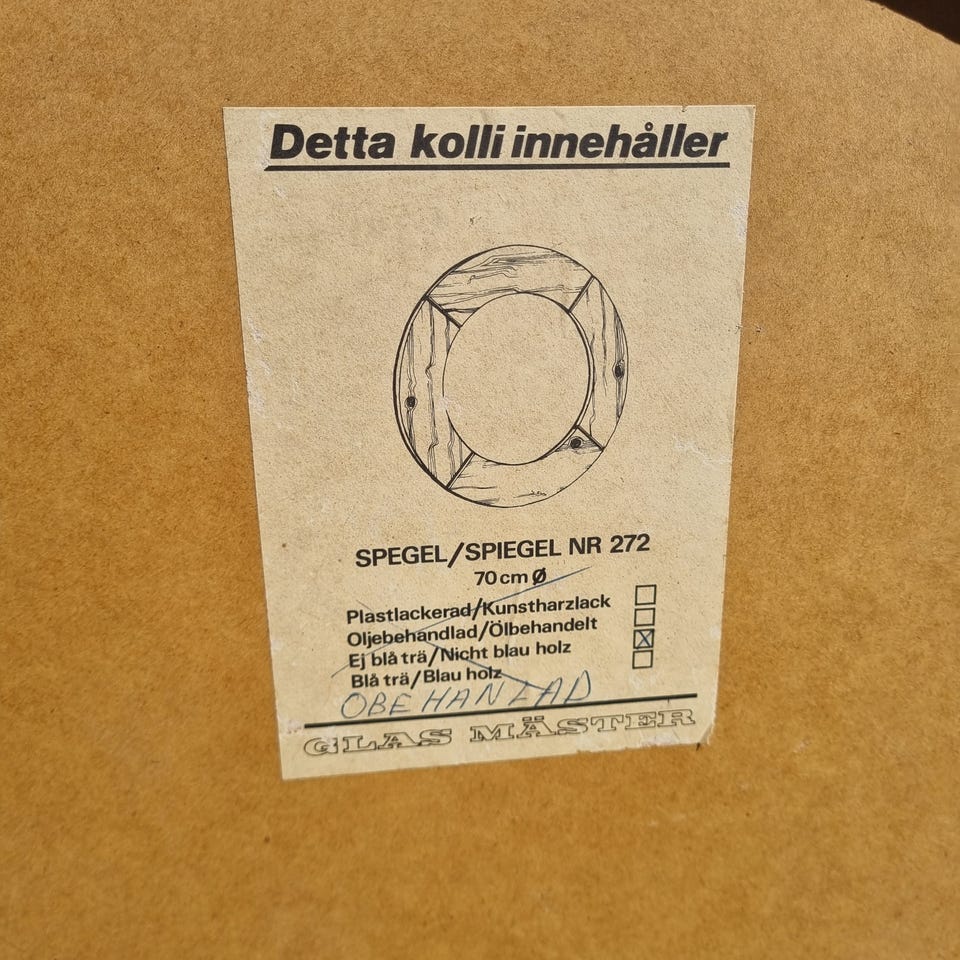 Detta kolli innehåller
SPEGEL/SPIEGEL NR 272
70 cm Ø
Plastlackerad/Kunstharzlack
Oljebehandlad/Ölbehandelt
Ej blå trä/Nicht blau holz
Blå trä/Blau holz
OBEHANLAD
GLAS MÄSTER